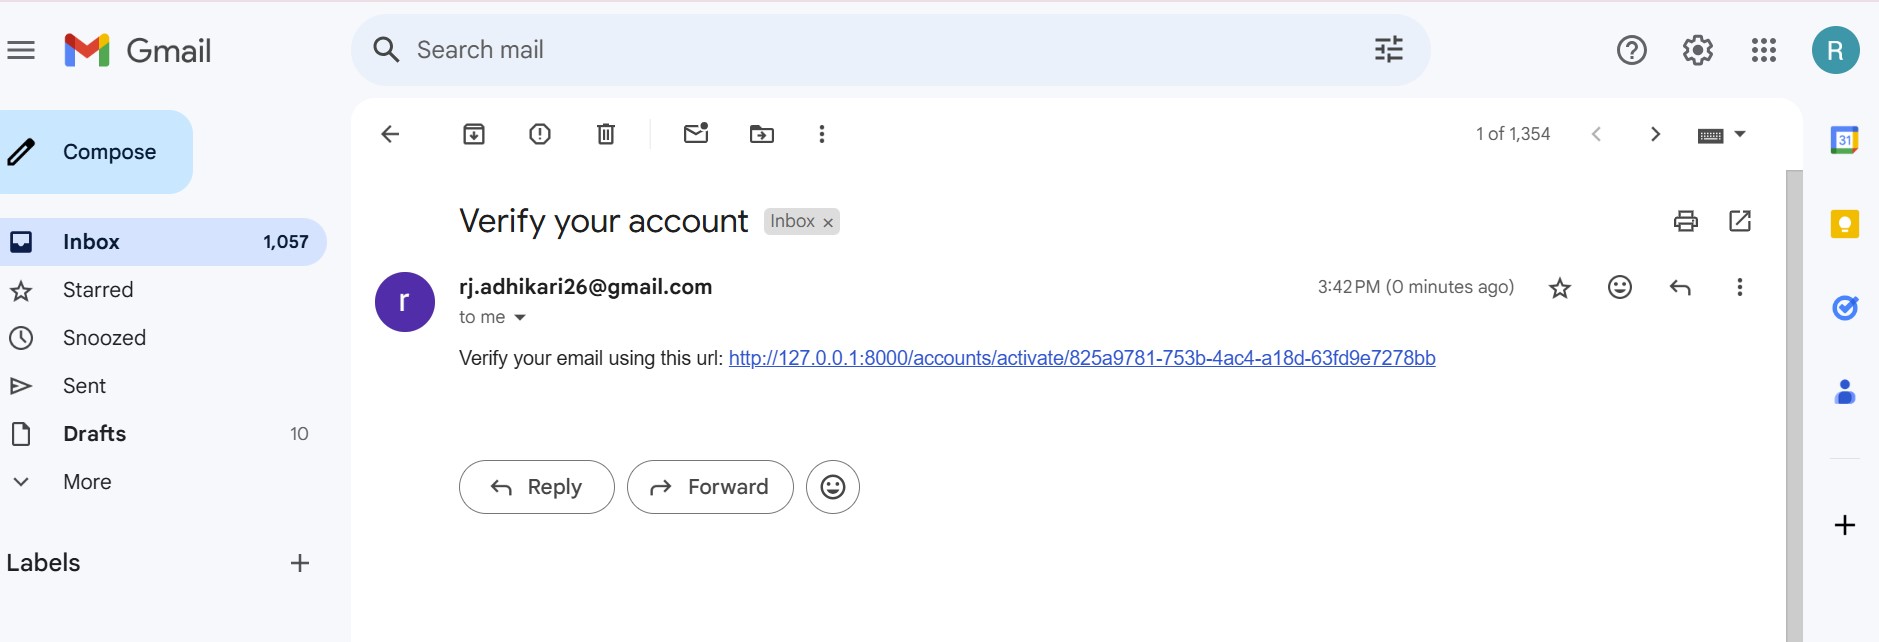 Gmail
Search mail
R
Compose
1 of 1,354
31
Verify your account Inbox ×
Inbox 1,057
r
rj.adhikari26@gmail.com
3:42 PM (0 minutes ago)
Starred
to me
Snoozed
Verify your email using this url: http://127.0.0.1:8000/accounts/activate/825a9781-753b-4ac4-a18d-63fd9e7278bb
Sent
Drafts 10
More
Reply
Forward
Labels